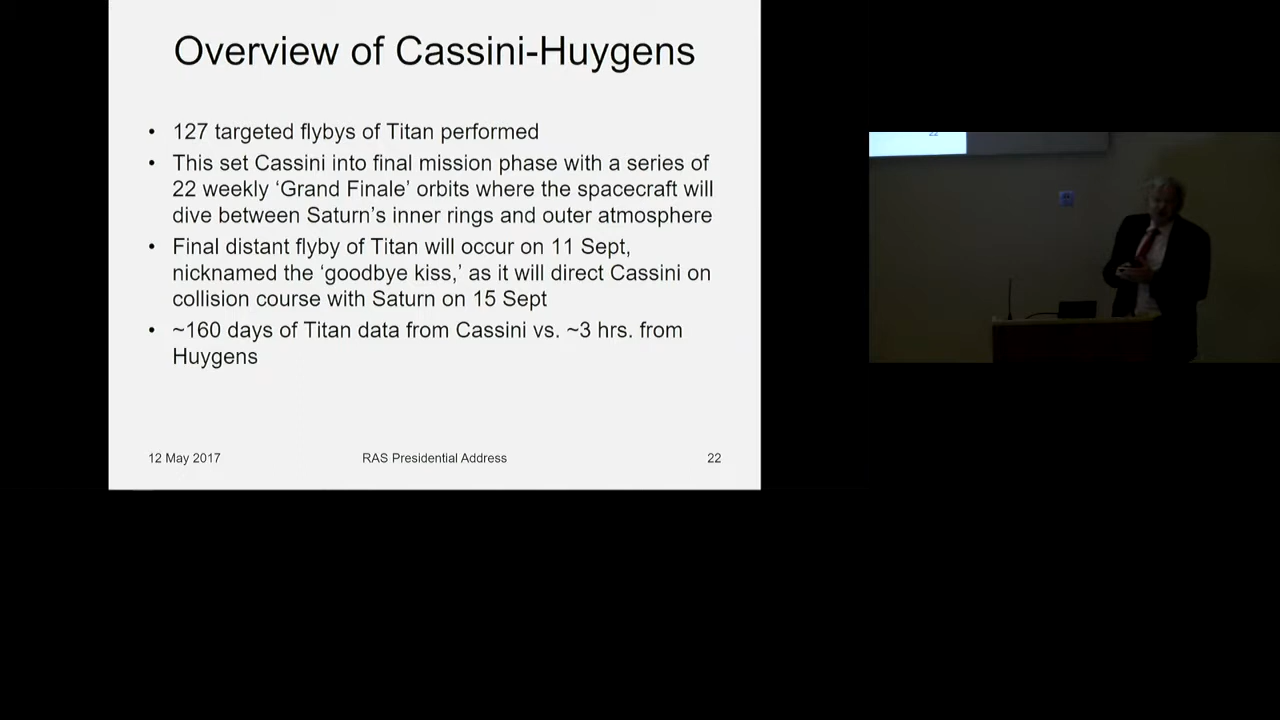 Overview of Cassini-Huygens
• 127 targeted flybys of Titan performed
• This set Cassini into final mission phase with a series of
22 weekly ‘Grand Finale’ orbits where the spacecraft will
dive between Saturn’s inner rings and outer atmosphere
• Final distant flyby of Titan will occur on 11 Sept,
nicknamed the ‘goodbye kiss,’ as it will direct Cassini on
collision course with Saturn on 15 Sept
• ~160 days of Titan data from Cassini vs. ~3 hrs. from
Huygens
12 May 2017 RAS Presidential Address 22
22